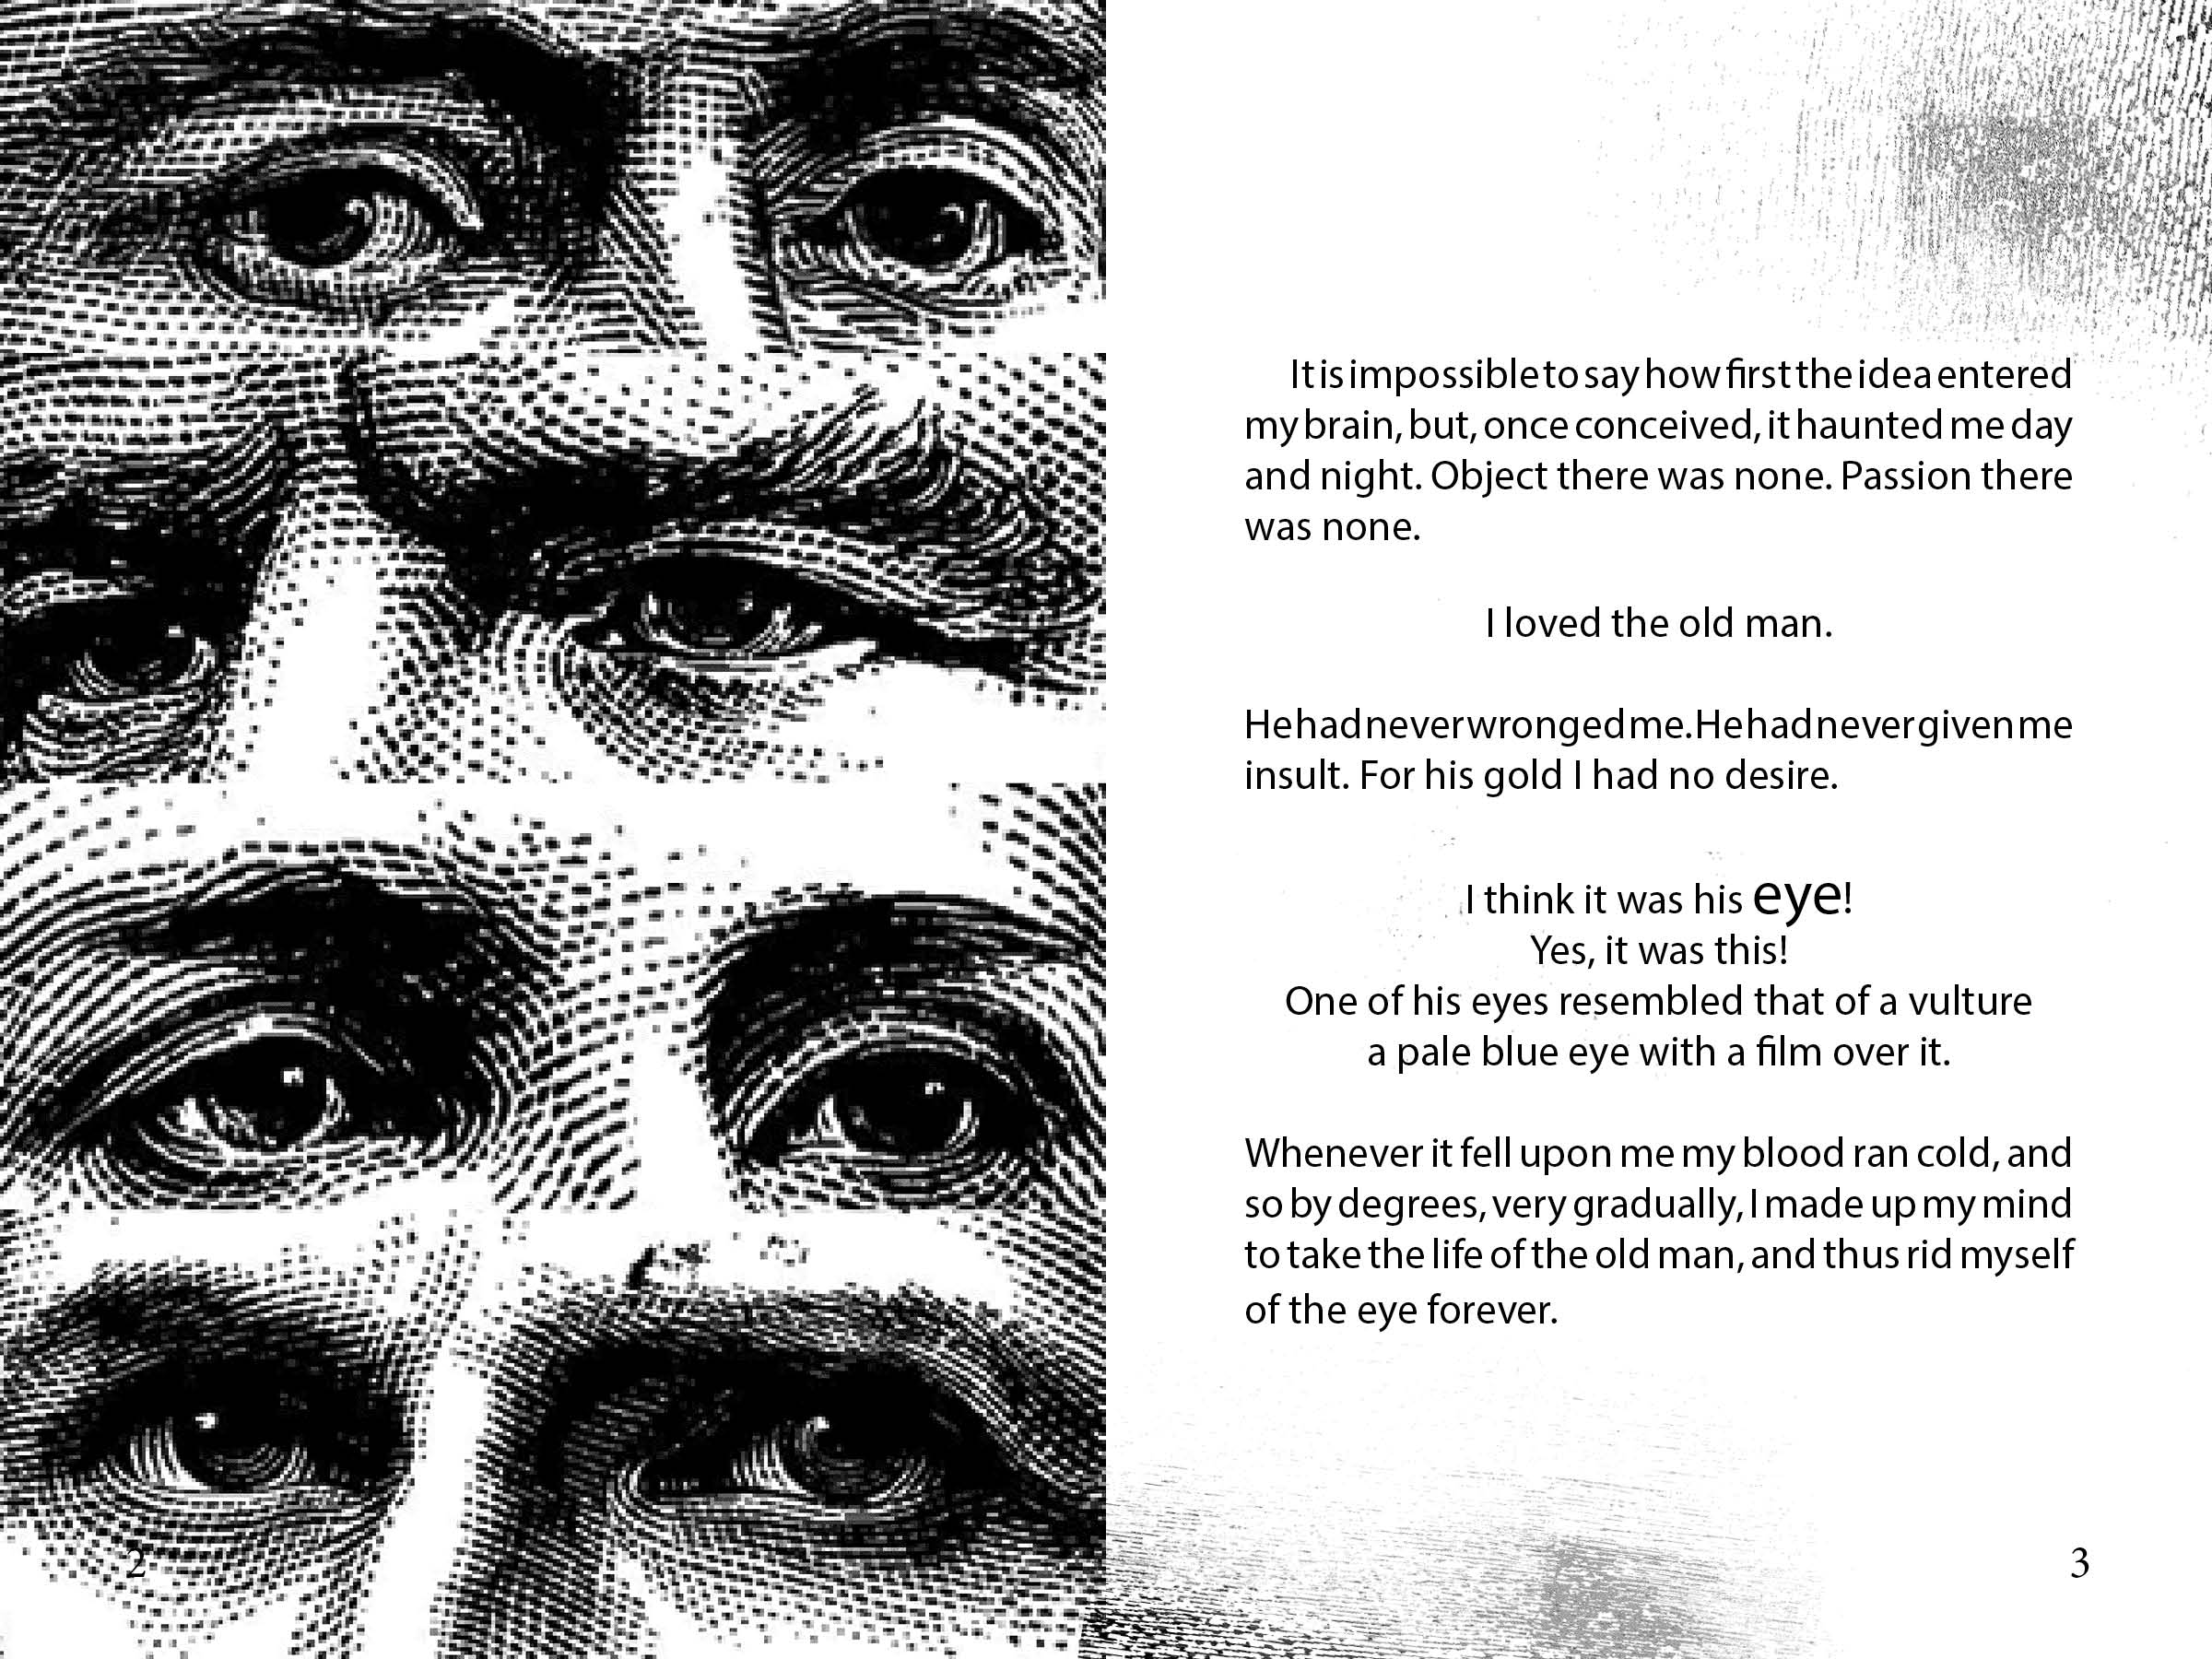 It is impossible to say how first the idea entered
my brain, but, once conceived, it haunted me day
and night. Object there was none. Passion there
was none.
I loved the old man.
He had never wronged me. He had never given me
insult. For his gold I had no desire.
I think it was his eye!
Yes, it was this!
One of his eyes resembled that of a vulture
a pale blue eye with a film over it.
Whenever it fell upon me my blood ran cold, and
so by degrees, very gradually, I made up my mind
to take the life of the old man, and thus rid myself
of the eye forever.
2
3